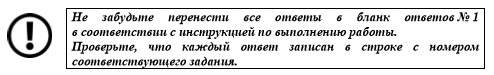 Не забудьте перенести все ответы в бланк ответов № 1
в соответствии с инструкцией по выполнению работы.
Проверьте, что каждый ответ записан в строке с номером
соответствующего задания.